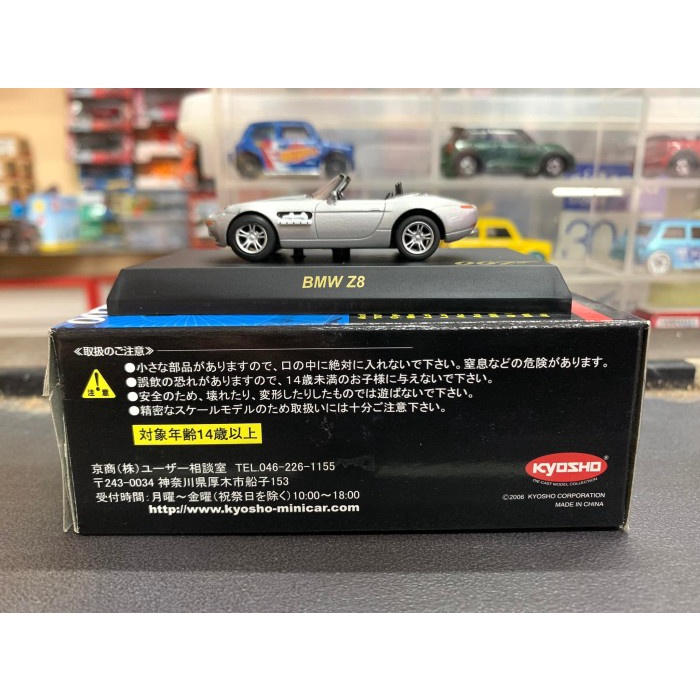 30
007
BMW Z8
≪取扱のご注意≫
注意
●小さな部品がありますので、口の中に絶対に入れないで下さい。窒息などの危険があります。
●誤飲の恐れがありますので、14歳未満のお子様に与えないで下さい。
●安全のため、壊れたり、変形したりしたものでは遊ばないで下さい。
●精密なスケールモデルのため取扱いには十分ご注意下さい。
対象年齢14歳以上
京商(株)ユーザー相談室 TEL.046-226-1155
〒243-0034 神奈川県厚木市船子153
受付時間:月曜〜金曜(祝祭日を除く)10:00〜18:00
http://www.kyosho-minicar.com
KYOSHO
DIE-CAST MODEL COLLECTION
©2006 KYOSHO CORPORATION
MADE IN CHINA